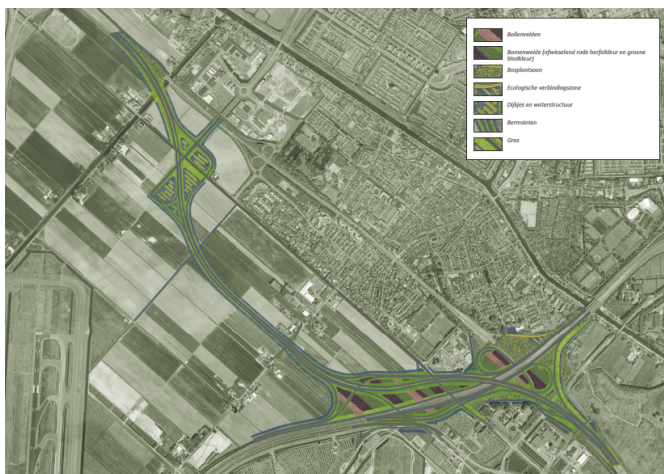 Bollenvelden
Bomenweide (afwisselend rode herfstkleur en groene
bladkleur)
Bosplantsoen
Ecologische verbindingszone
Dijkjes en waterstructuur
Bermsloten
Gras